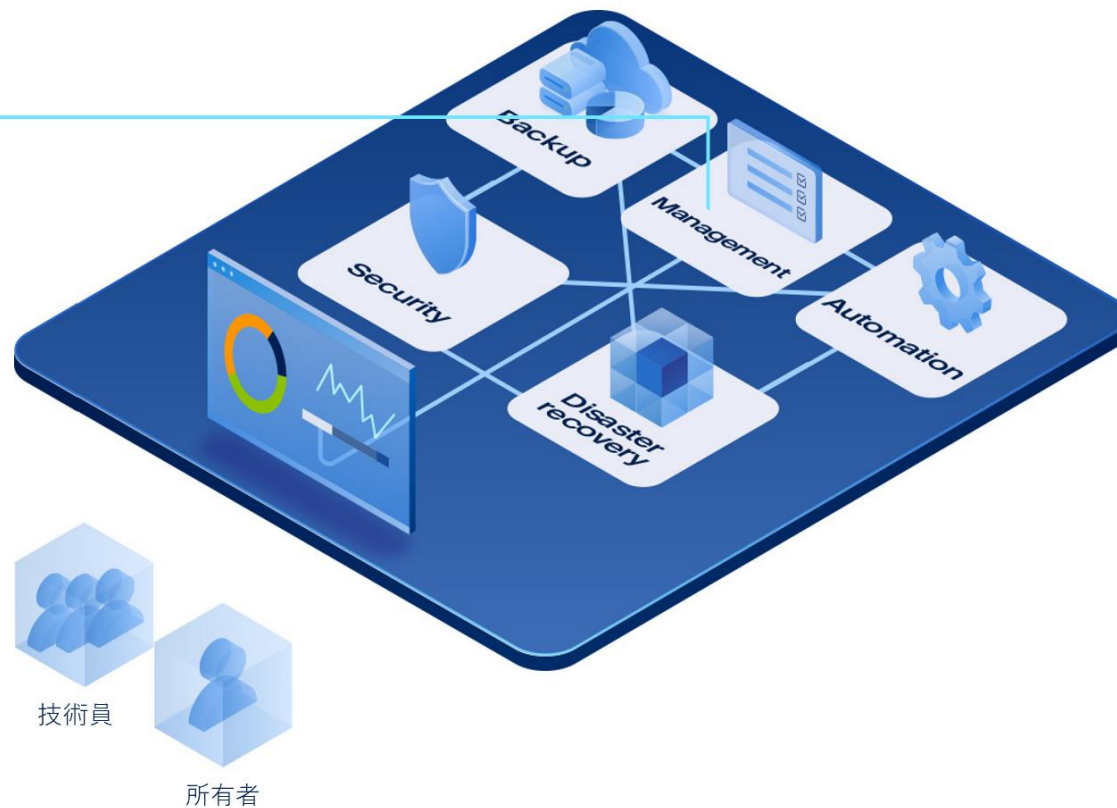 Backup
Management
Security
Automation
Disaster
recovery
技術員
所有者